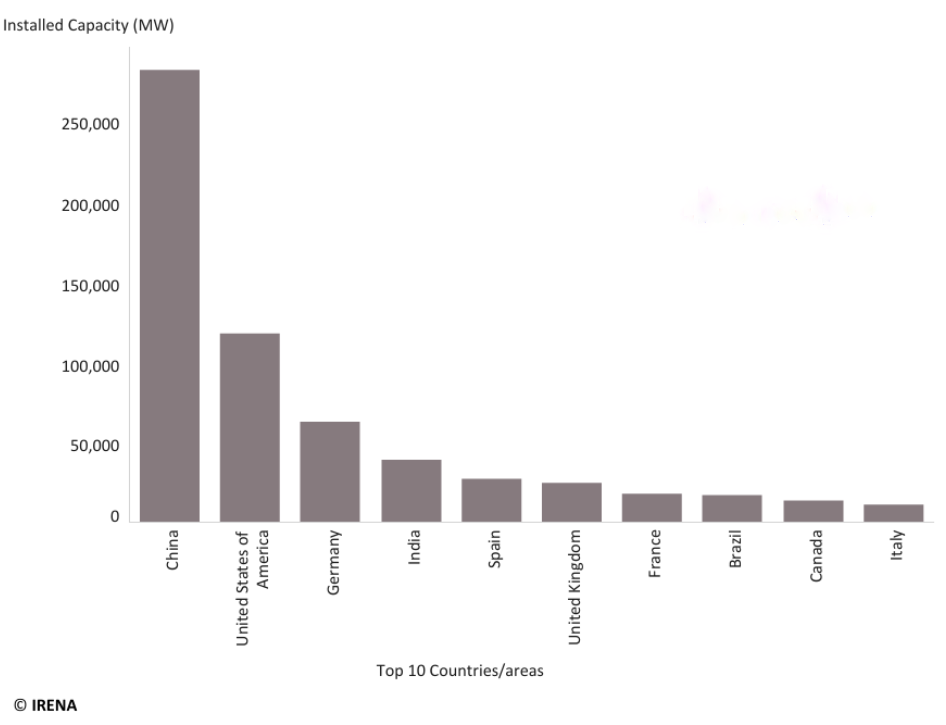 Installed Capacity (MW)
250,000
200,000
150,000
100,000
50,000
0
China
United States of
America
Germany
India
Spain
United Kingdom
France
Brazil
Canada
Italy
Top 10 Countries/areas
© IRENA